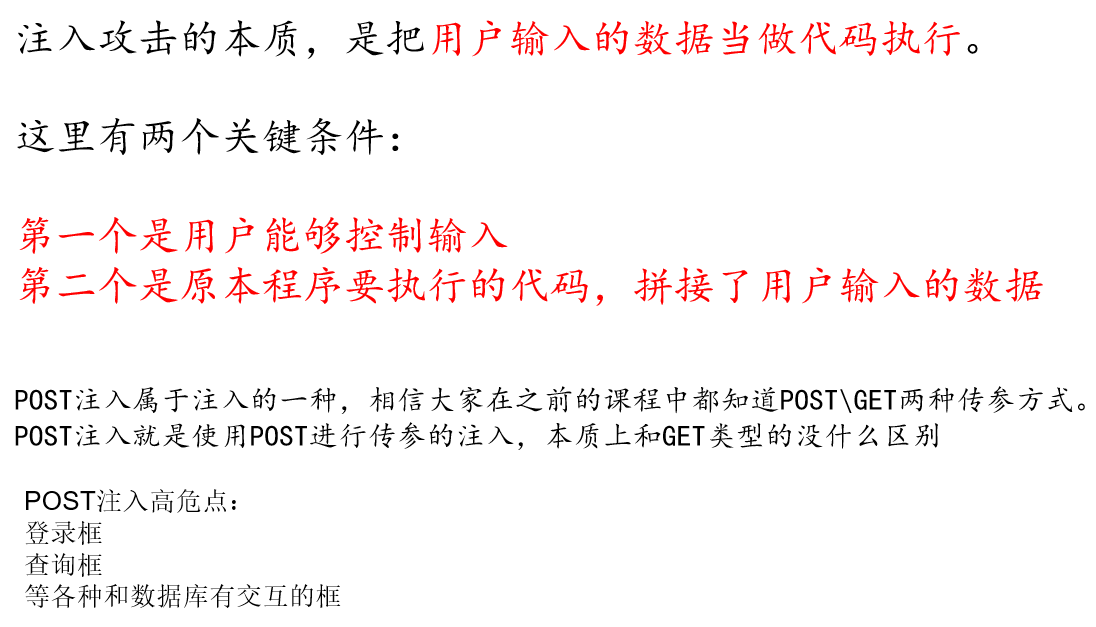 注入攻击的本质，是把用户输入的数据当做代码执行。
这里有两个关键条件：
第一个是用户能够控制输入
第二个是原本程序要执行的代码，拼接了用户输入的数据
POST注入属于注入的一种，相信大家在之前的课程中都知道POST\GET两种传参方式。
POST注入就是使用POST进行传参的注入，本质上和GET类型的没什么区别
POST注入高危点：
登录框
查询框
等各种和数据库有交互的框